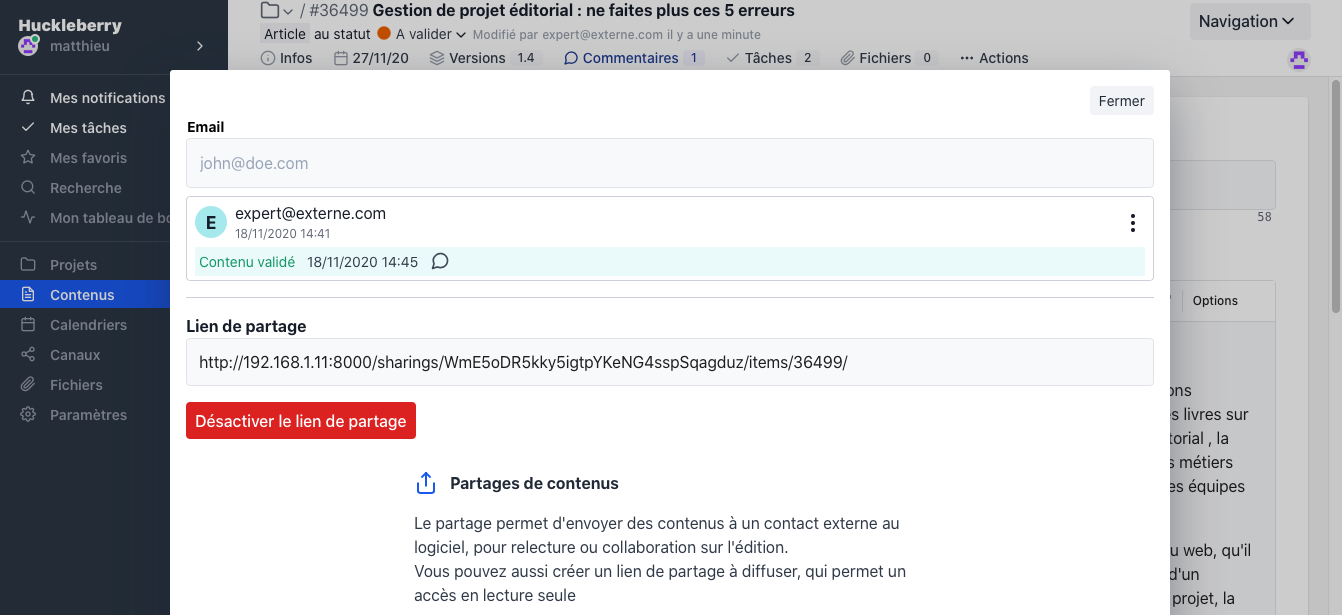 Huckleberry
matthieu
Mes notifications
Mes tâches
Mes favoris
Recherche
Mon tableau de
Projets
Contenus
Calendriers
Canaux
Fichiers
Paramètres
/ #36499 Gestion de projet éditorial : ne faites plus ces 5 erreurs
Article au statut A valider Modifié par expert@externe.com il y a une minute
Infos 27/11/20 Versions 1.4 Commentaires 1 Tâches 2 Fichiers 0 Actions
Navigation
Fermer
Email
john@doe.com
E expert@externe.com
18/11/2020 14:41
Contenu validé 18/11/2020 14:45
Lien de partage
http://192.168.1.11:8000/sharings/WmE5oDR5kky5igtpYKeNG4sspSqagduz/items/36499/
Désactiver le lien de partage
Partages de contenus
Le partage permet d'envoyer des contenus à un contact externe au
logiciel, pour relecture ou collaboration sur l'édition.
Vous pouvez aussi créer un lien de partage à diffuser, qui permet un
accès en lecture seule
58
Options
ons
s livres sur
torial , la
s métiers
es équipes
u web, qu'il
d'un
projet, la